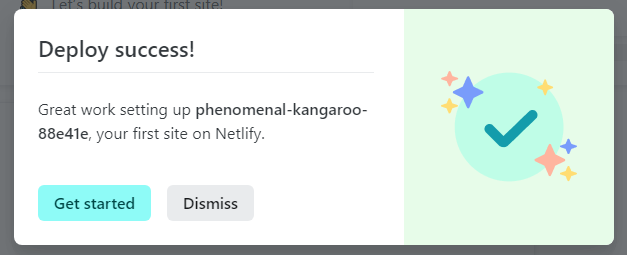 Let's build your first site!
Deploy success!
Great work setting up phenomenal-kangaroo-
88e41e, your first site on Netlify.
Get started
Dismiss